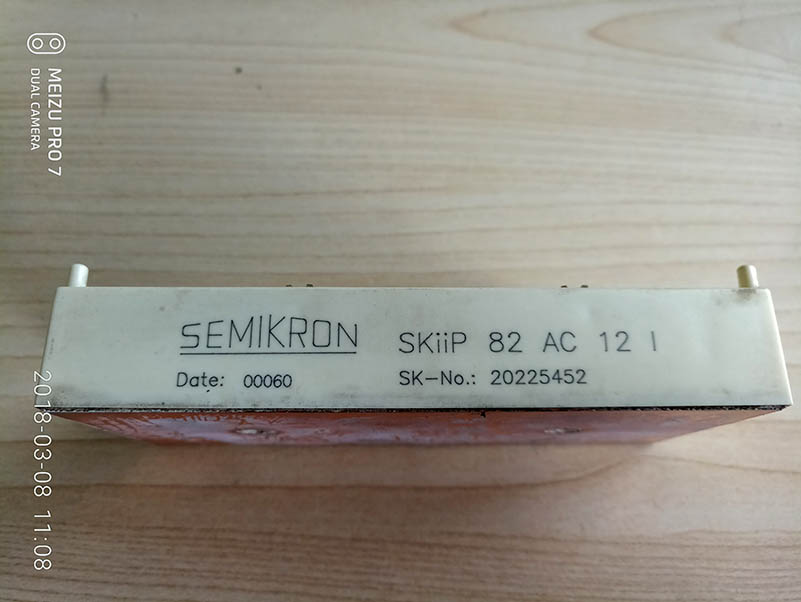 MEIZU PRO 7
DUAL CAMERA
SEMIKRON
SKiiP 82 AC 12 I
Date: 00060
SK-No.: 20225452
2018-03-08 11:08